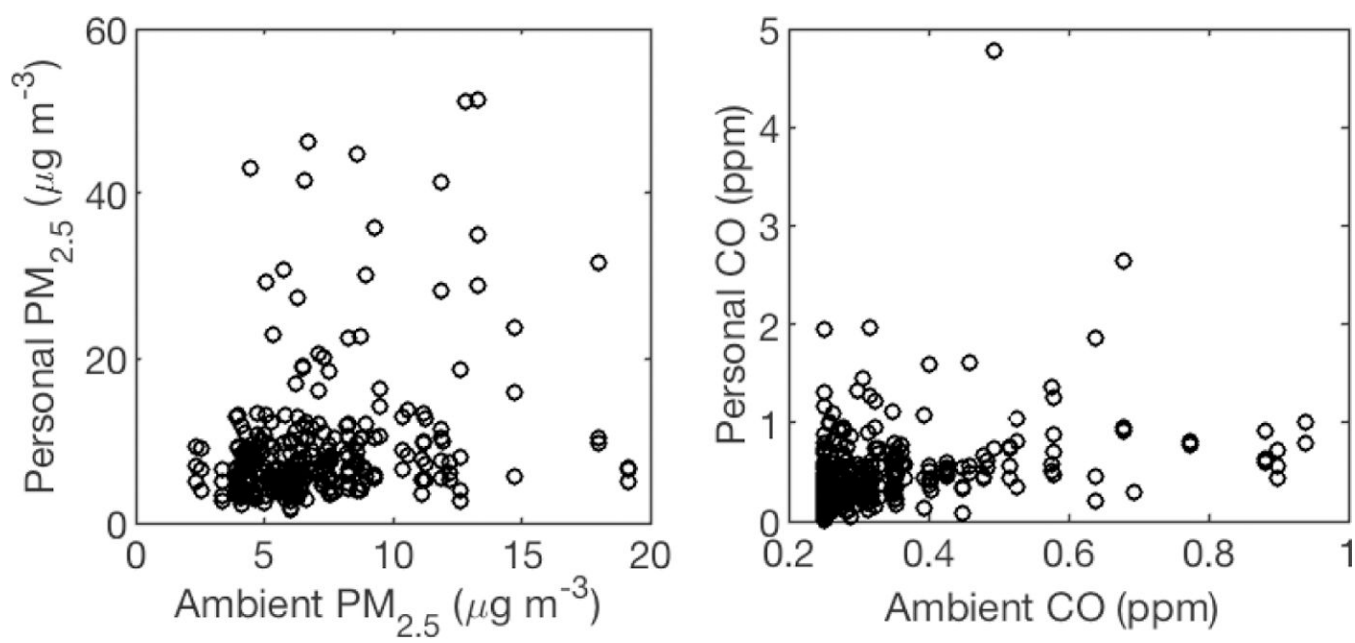 Personal PM2.5 (μg m-3)
60
40
20
0
0 5 10 15 20
Ambient PM2.5 (μg m-3)
Personal CO (ppm)
5
4
3
2
1
0
0.2 0.4 0.6 0.8 1
Ambient CO (ppm)